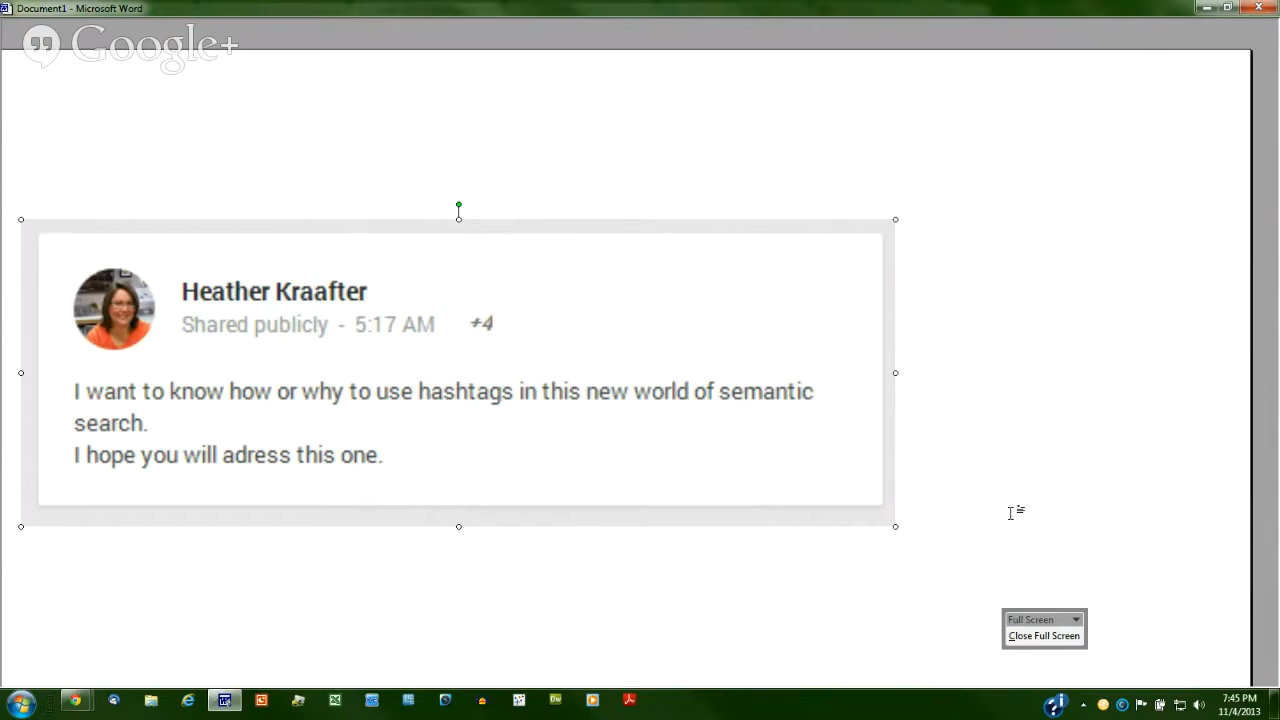 Document1 - Microsoft Word
Google+
Heather Kraafter
Shared publicly - 5:17 AM +4
I want to know how or why to use hashtags in this new world of semantic
search.
I hope you will adress this one.
Full Screen
Close Full Screen
7:45 PM
11/4/2013